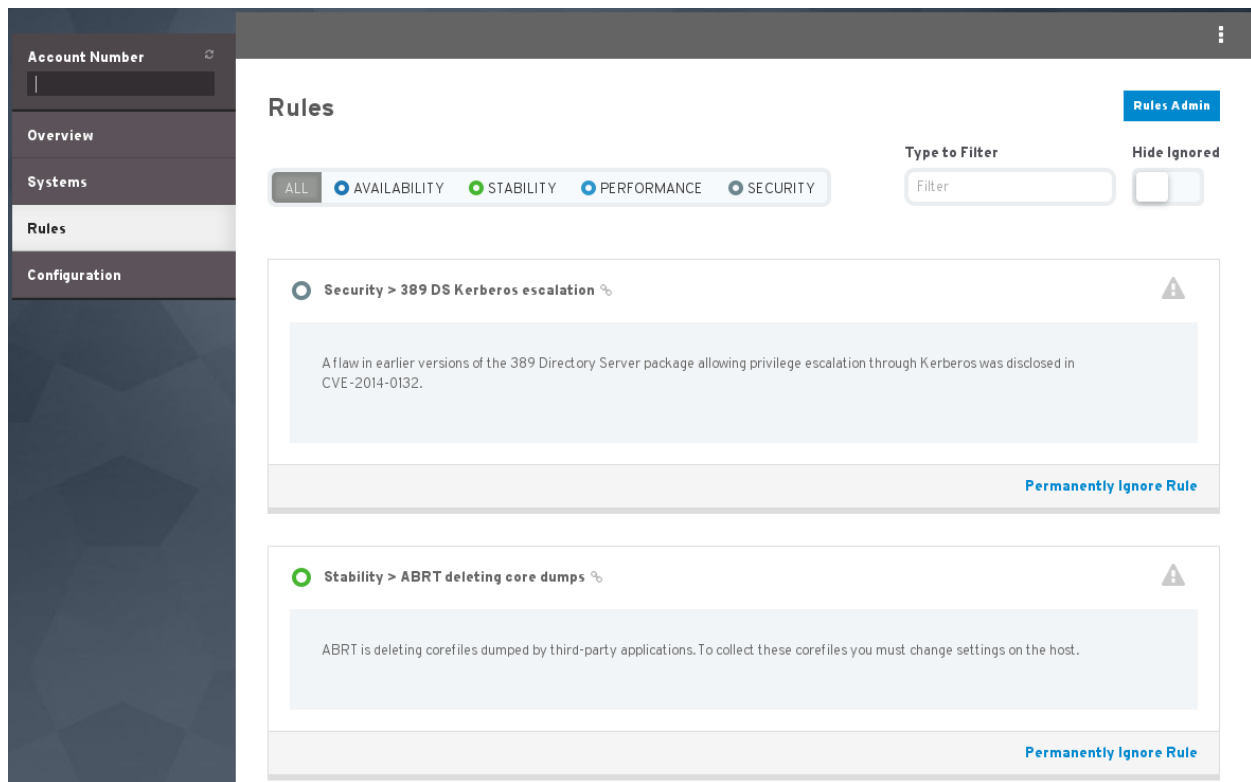 Account Number
Overview
Systems
Rules
Configuration
Rules
Rules Admin
Type to Filter
Hide Ignored
ALL AVAILABILITY STABILITY PERFORMANCE SECURITY
Filter
Security > 389 DS Kerberos escalation
A flaw in earlier versions of the 389 Directory Server package allowing privilege escalation through Kerberos was disclosed in
CVE-2014-0132.
Permanently Ignore Rule
Stability > ABRT deleting core dumps
ABRT is deleting corefiles dumped by third-party applications. To collect these corefiles you must change settings on the host.
Permanently Ignore Rule